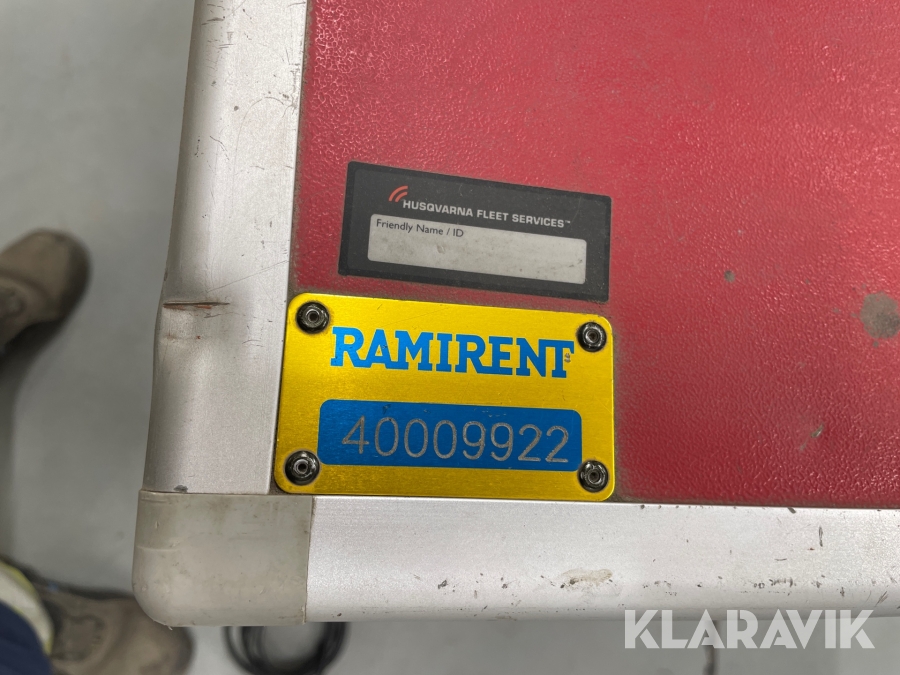 HUSQVARNA FLEET SERVICES™
Friendly Name / ID
RAMIRENT
40009922
KLARAVIK